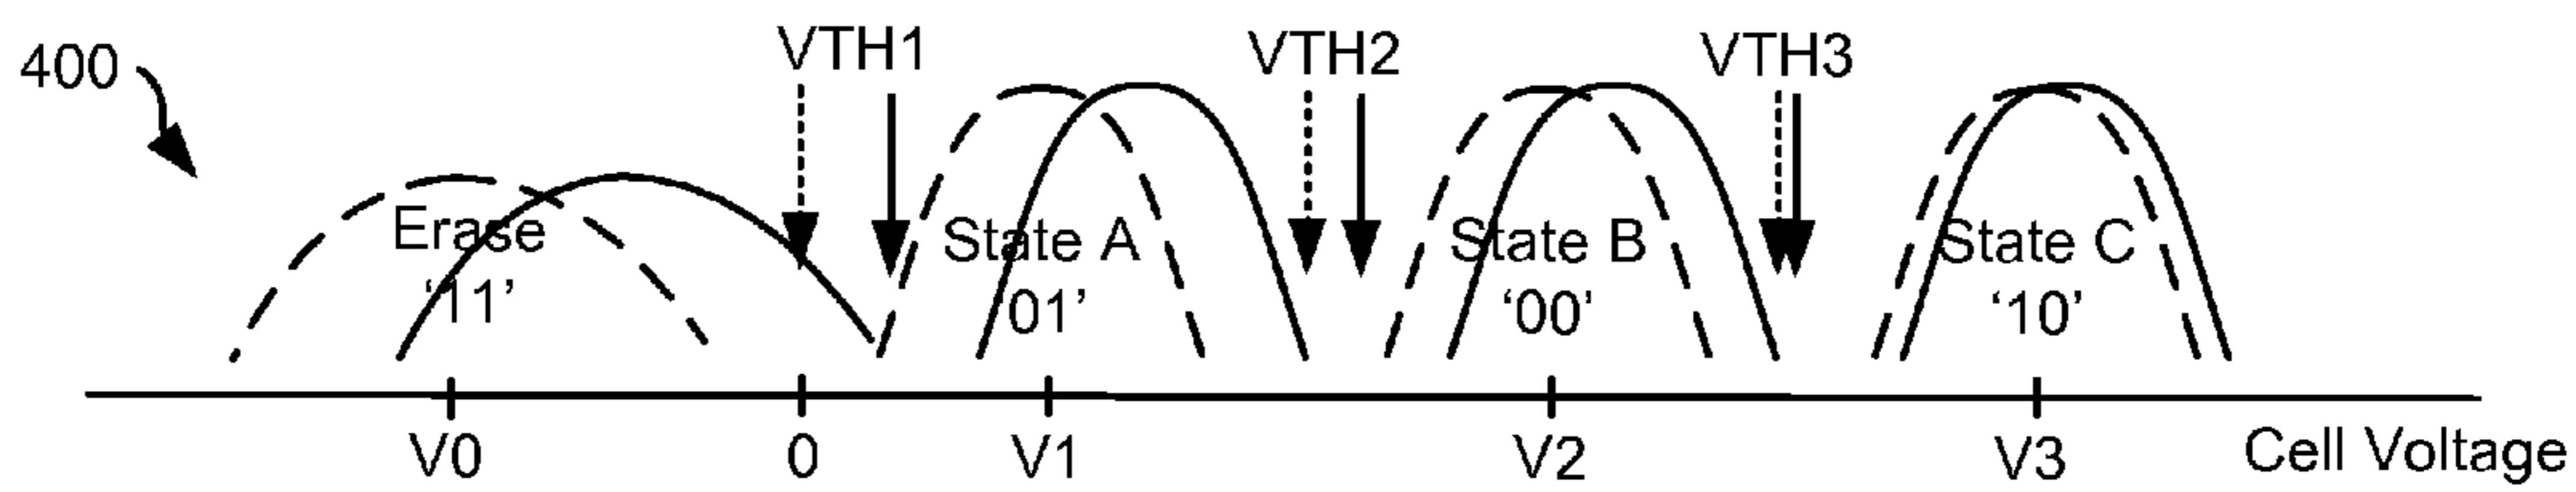 400
VTH1
VTH2
VTH3
Erase
‘11’
State A
‘01’
State B
‘00’
State C
‘10’
V0
0
V1
V2
V3
Cell Voltage